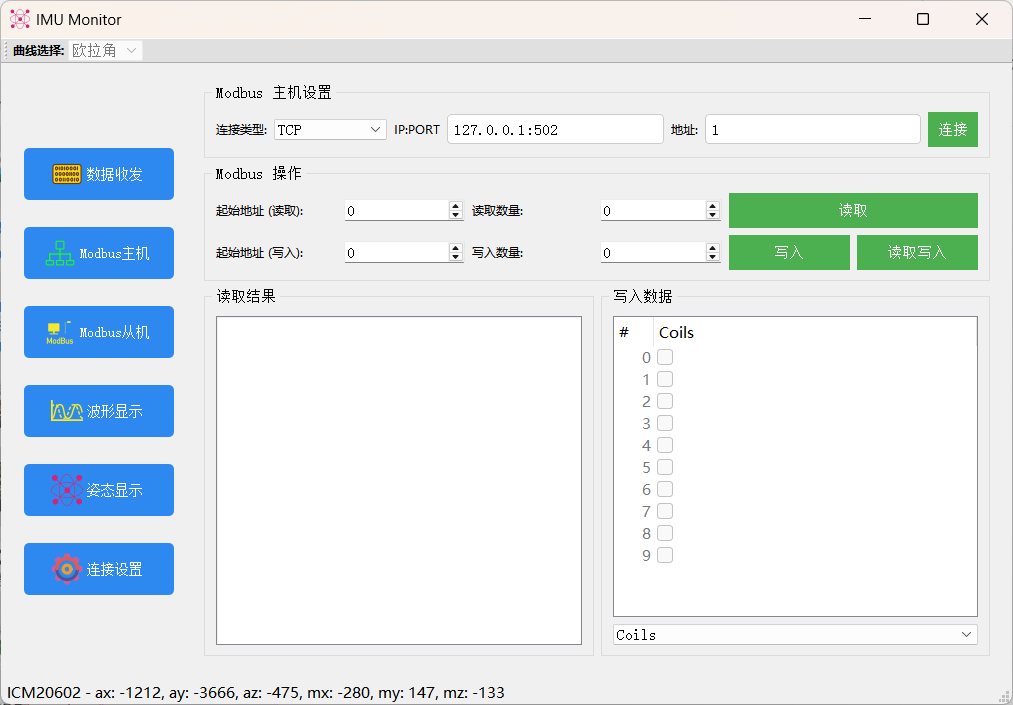 IMU Monitor
曲线选择: 欧拉角
Modbus 主机设置
连接类型: TCP IP:PORT 127.0.0.1:502 地址: 1 连接
Modbus 操作
起始地址 (读取): 0 读取数量: 0 读取
起始地址 (写入): 0 写入数量: 0 写入 读取写入
数据收发
Modbus主机
ModBus Modbus从机
波形显示
姿态显示
连接设置
读取结果
写入数据
# Coils
0
1
2
3
4
5
6
7
8
9
Coils
ICM20602 - ax: -1212, ay: -3666, az: -475, mx: -280, my: 147, mz: -133